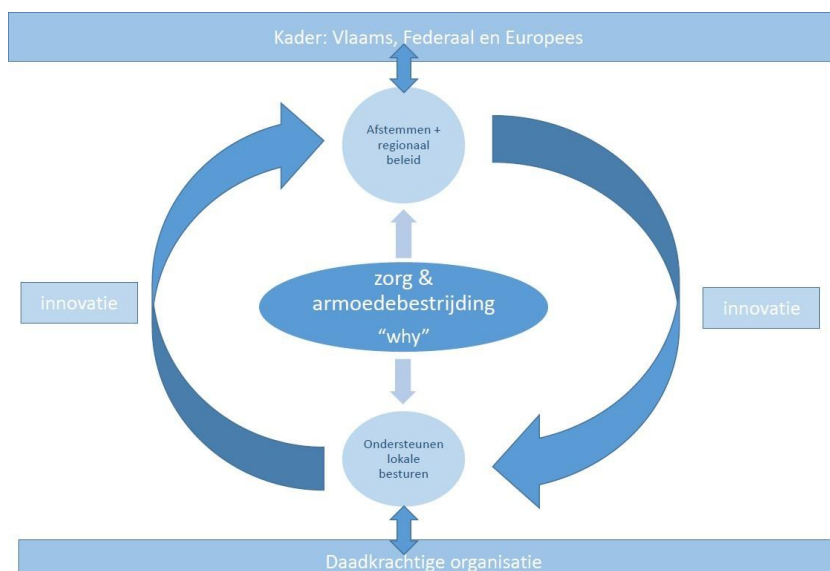 Kader: Vlaams, Federaal en Europees
Afstemmen +
regionaal
beleid
zorg &
armoedebestrijding
“why”
innovatie
innovatie
Ondersteunen
lokale
besturen
Daadkrachtige organisatie